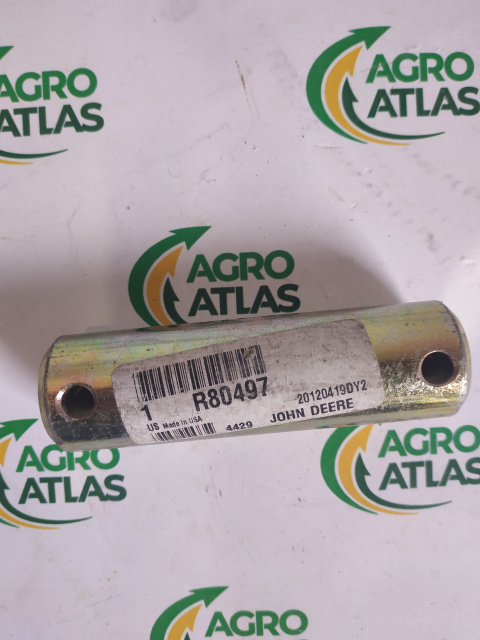 AGRO
ATLAS
AGRO
ATLAS
AGRO
ATLAS
1 R80497 20120419DY2
US Made in USA 4429 JOHN DEERE
AGRO
ATLAS
AGRO
ATLAS
AGRO